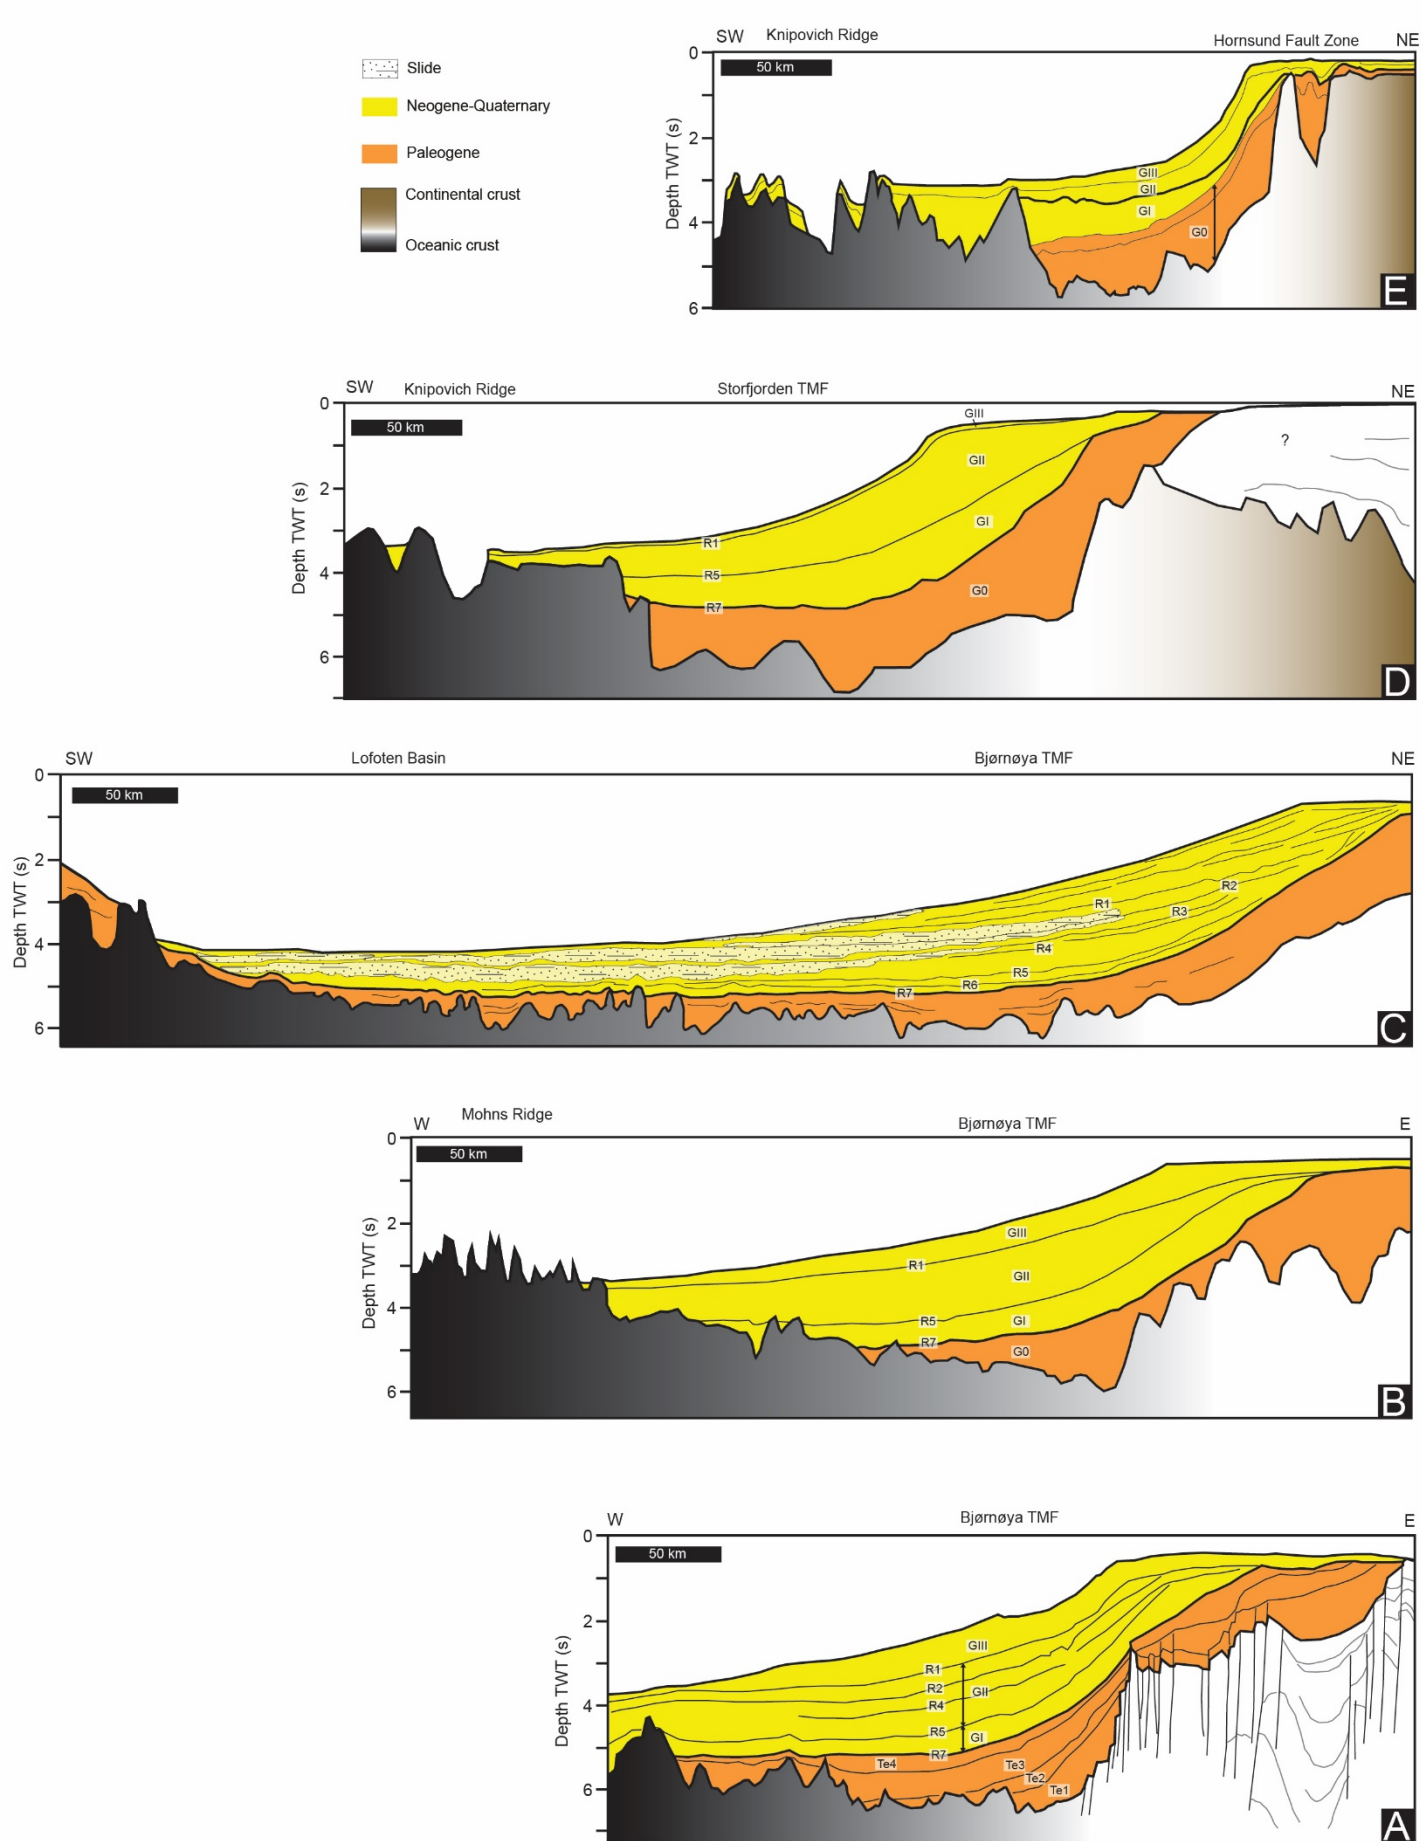 Slide
Neogene-Quaternary
Paleogene
Continental crust
Oceanic crust
SW Knipovich Ridge Hornsund Fault Zone NE
50 km
Depth TWT (s)
0
2
4
6
GIII
GII
GI
G0
E
SW Knipovich Ridge Storfjorden TMF NE
50 km
Depth TWT (s)
0
2
4
6
GIII
?
GII
GI
R1
R5
G0
R7
D
SW Lofoten Basin Bjørnøya TMF NE
50 km
Depth TWT (s)
0
2
4
6
R2
R1
R3
R4
R5
R6
R7
C
W Mohns Ridge Bjørnøya TMF E
50 km
Depth TWT (s)
0
2
4
6
GIII
R1
GII
R5
GI
R7
G0
B
W Bjørnøya TMF E
50 km
Depth TWT (s)
0
2
4
6
GIII
R1
R2
GII
R4
R5
GI
R7
Te4
Te3
Te2
Te1
A